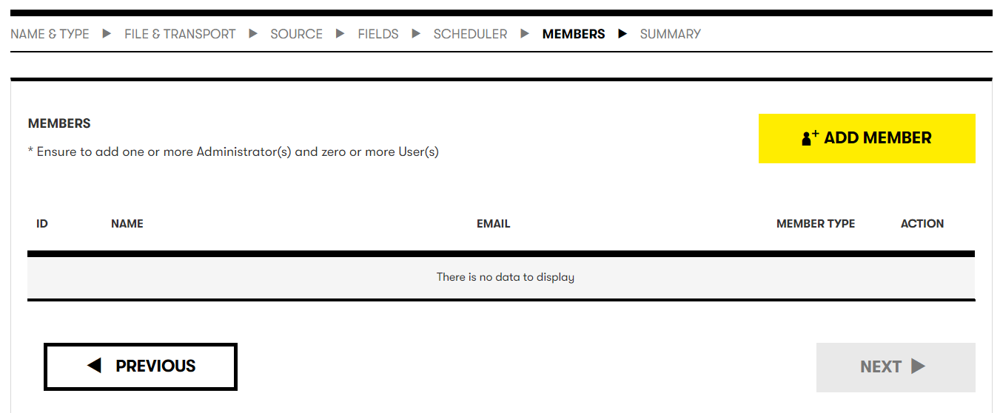 NAME & TYPE ▶ FILE & TRANSPORT ▶ SOURCE ▶ FIELDS ▶ SCHEDULER ▶ MEMBERS ▶ SUMMARY
MEMBERS
ADD MEMBER
* Ensure to add one or more Administrator(s) and zero or more User(s)
ID NAME EMAIL MEMBER TYPE ACTION
There is no data to display
◀ PREVIOUS
NEXT ▶